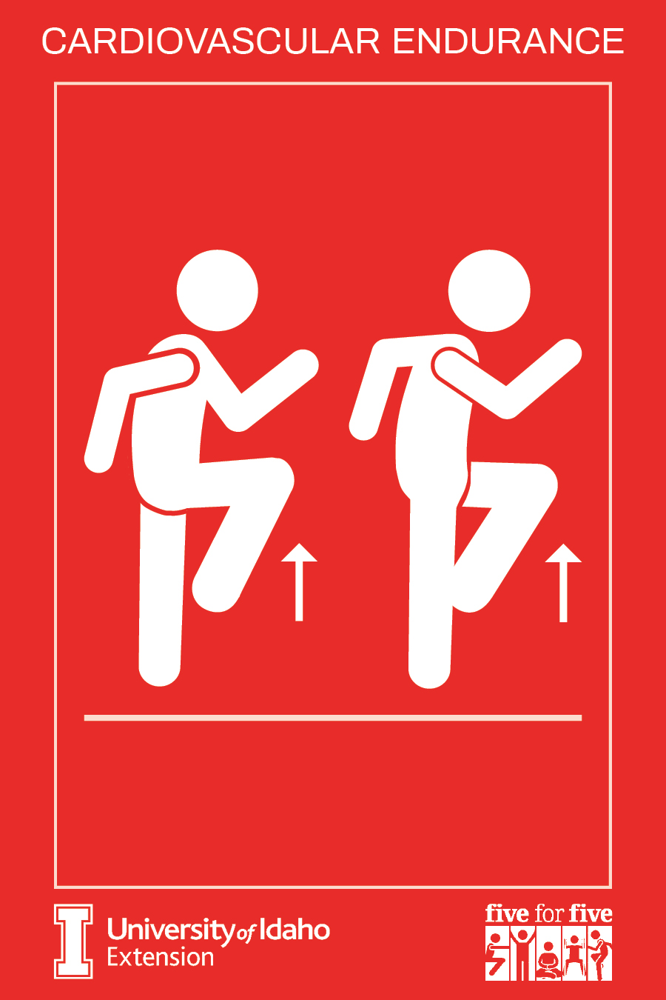 CARDIOVASCULAR ENDURANCE
I
University of Idaho
Extension
five for five